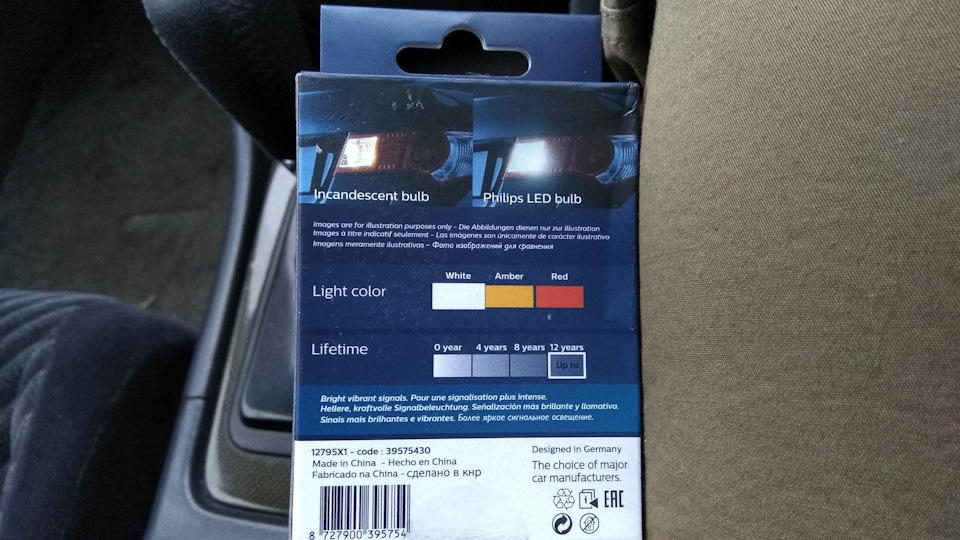 Incandescent bulb
Philips LED bulb
Images are for illustration purposes only - Die Abbildungen dienen nur zur Illustration
Images à titre indicatif seulement - Las imágenes son únicamente de carácter ilustrativo
Imagens meramente ilustrativas – Фото изображений для сравнения
White Amber Red
Light color
Lifetime
0 year 4 years 8 years 12 years
Up to
Bright vibrant signals. Pour une signalisation plus intense.
Hellere, kraftvolle Signalbeleuchtung. Señalización más brillante y llamativa.
Sinais mais brilhantes e vibrantes. Более яркое сигнальное освещение.
12795X1 - code : 39575430
Made in China - Hecho en China
Fabricado na China - сделано в кнр
Designed in Germany
The choice of major
car manufacturers.
EAC
8 727900 395754